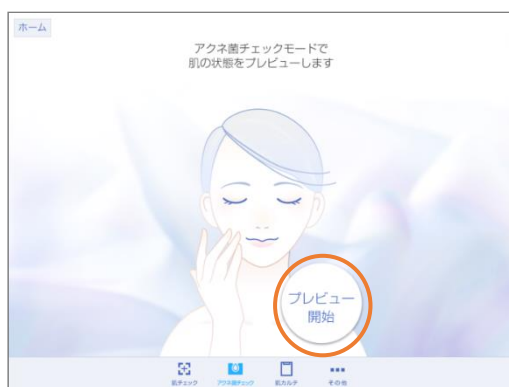 ホーム
アクネ菌チェックモードで
肌の状態をプレビューします
プレビュー
開始
肌チェック
アクネ菌チェック
肌カルテ
その他